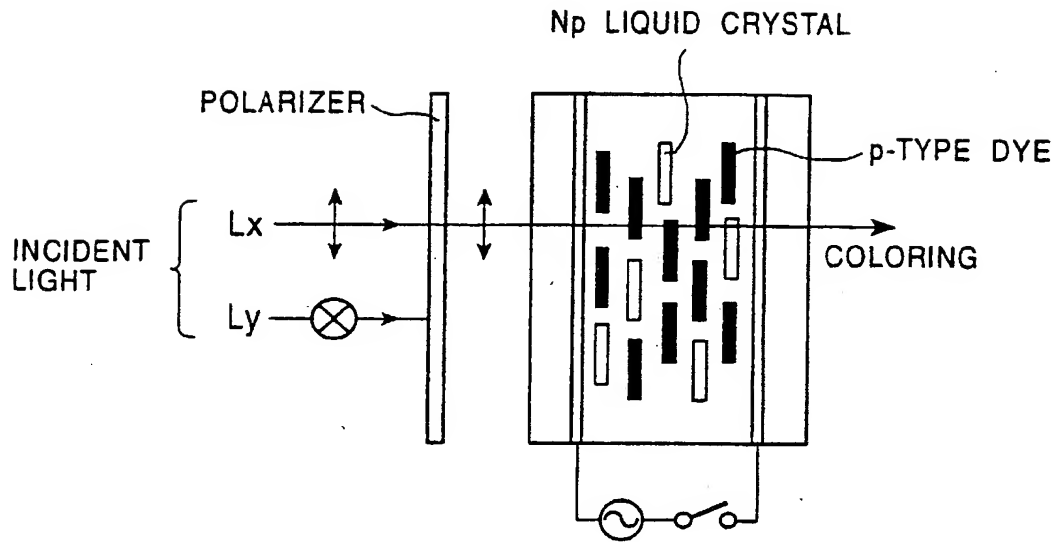 Np LIQUID CRYSTAL
POLARIZER
p-TYPE DYE
INCIDENT
LIGHT
Lx
Ly
COLORING